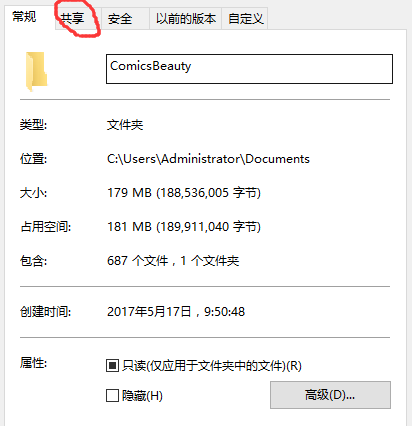 常规 共享 安全 以前的版本 自定义
ComicsBeauty
类型: 文件夹
位置: C:\Users\Administrator\Documents
大小: 179 MB (188,536,005 字节)
占用空间: 181 MB (189,911,040 字节)
包含: 687 个文件，1 个文件夹
创建时间: 2017年5月17日，9:50:48
属性: 只读(仅应用于文件夹中的文件)(R)
隐藏(H) 高级(D)...